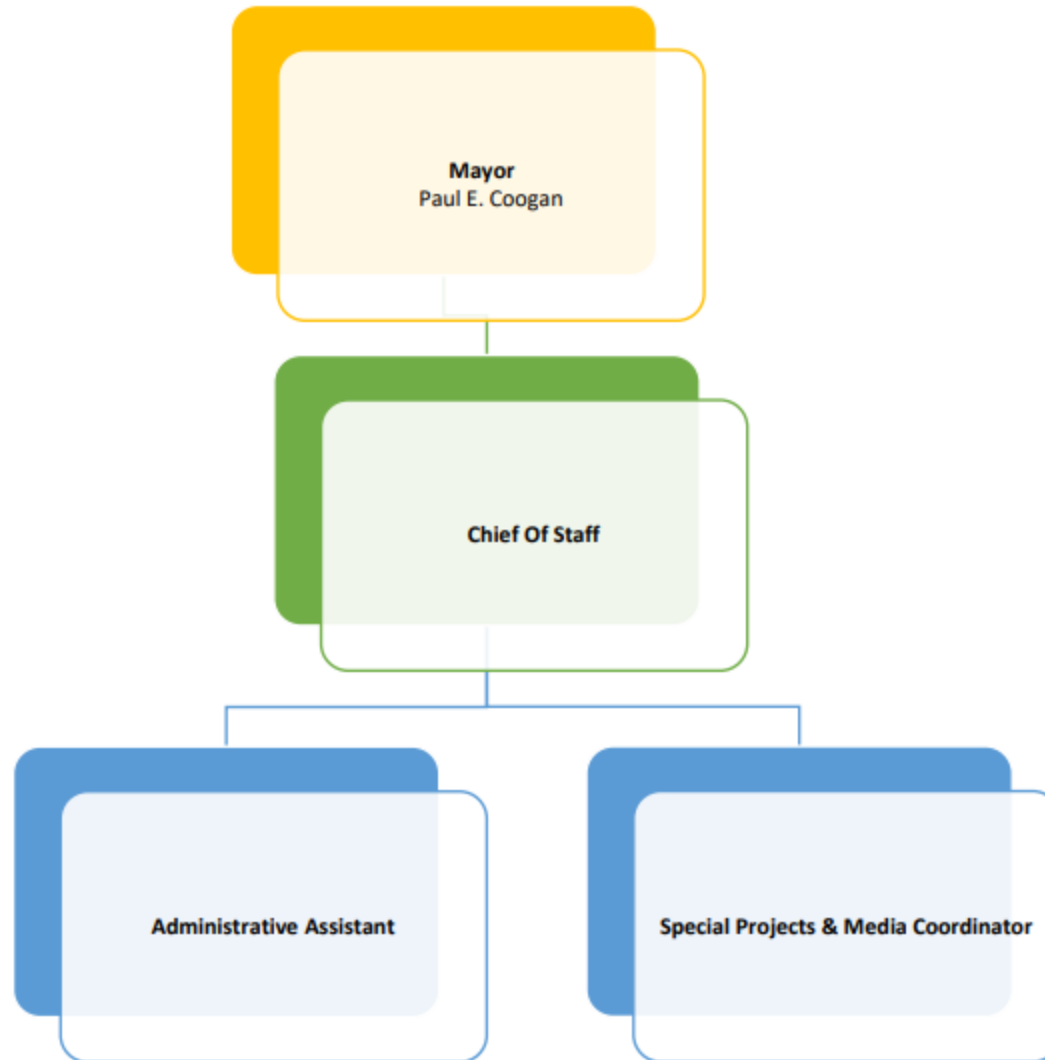 Mayor
Paul E. Coogan
Chief Of Staff
Administrative Assistant
Special Projects & Media Coordinator